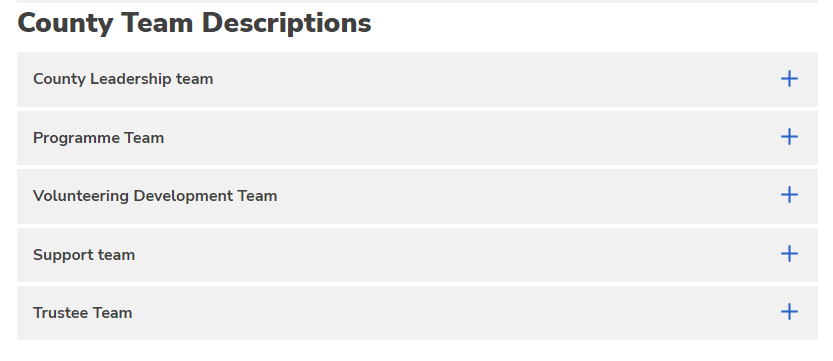 County Team Descriptions
County Leadership team
Programme Team
Volunteering Development Team
Support team
Trustee Team